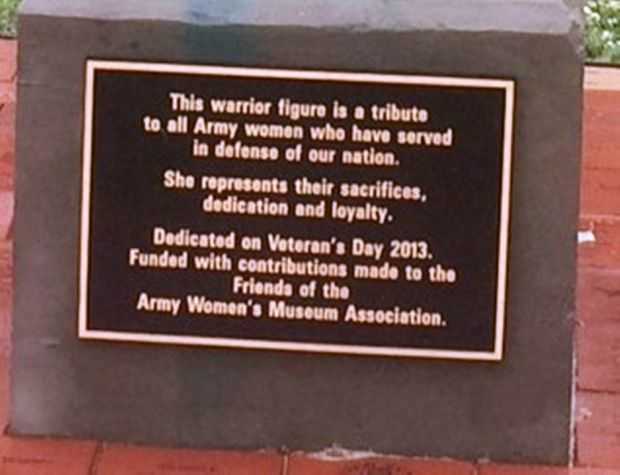 This warrior figure is a tribute
to all Army women who have served
in defense of our nation.
She represents their sacrifices,
dedication and loyalty.
Dedicated on Veteran's Day 2013.
Funded with contributions made to the
Friends of the
Army Women's Museum Association.